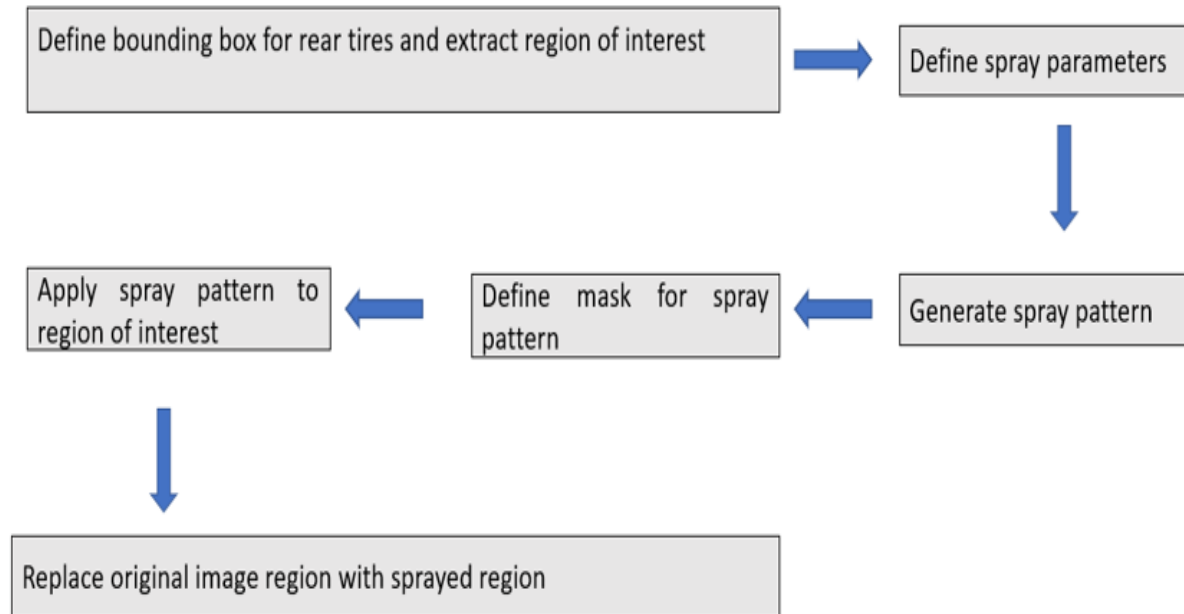 Define bounding box for rear tires and extract region of interest
Define spray parameters
Generate spray pattern
Define mask for spray
pattern
Apply spray pattern to
region of interest
Replace original image region with sprayed region